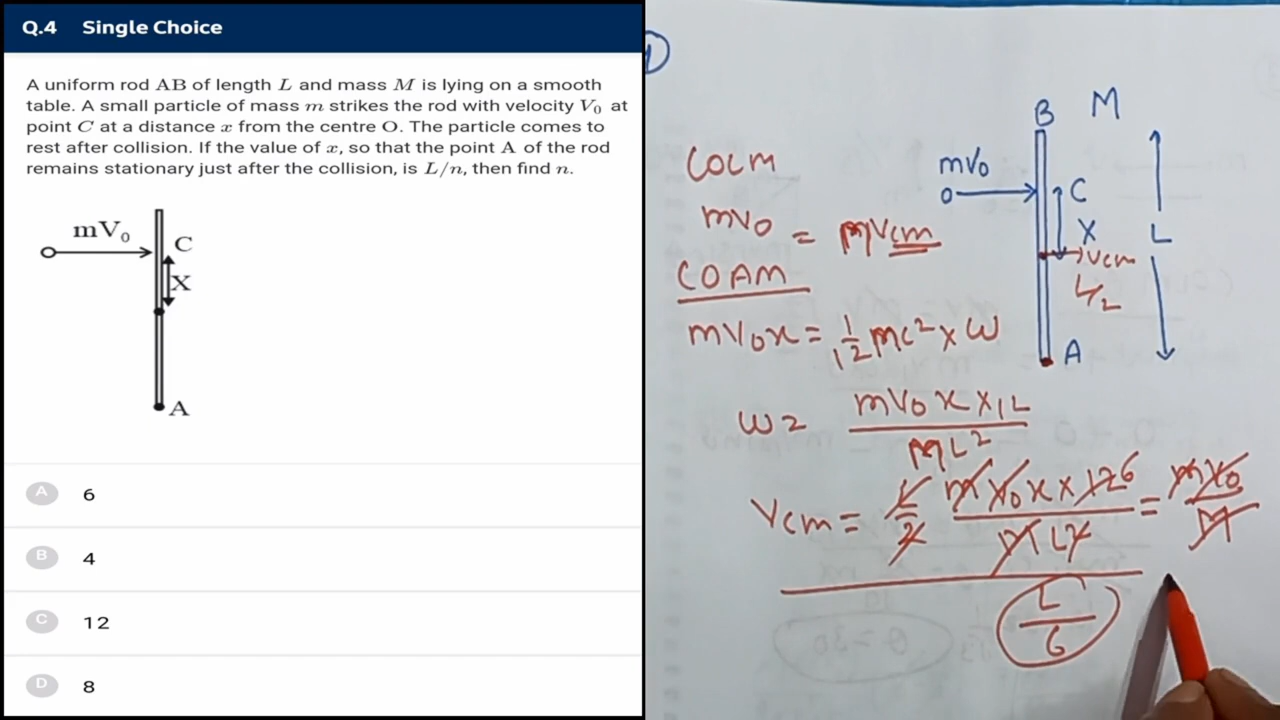 Q.4 Single Choice
A uniform rod AB of length L and mass M is lying on a smooth
table. A small particle of mass m strikes the rod with velocity V₀ at
point C at a distance x from the centre O. The particle comes to
rest after collision. If the value of x, so that the point A of the rod
remains stationary just after the collision, is L/n, then find n.
mV₀
C
X
A
A 6
B 4
C 12
D 8
1
B M
mV₀
C
X
L
Vcm
L/2
A
COLM
mV₀ = MVcm
COAM
mV₀x = 1/12 ML² × ω
ω = mV₀x × 12 / ML²
Vcm = L/2 mV₀x × 12 6 / ML² = mV₀ / M
L/6